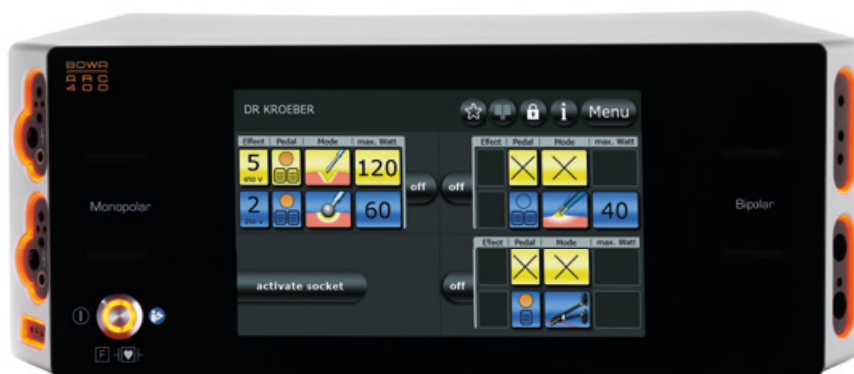 BOWA
ARC
400
DR KROEBER
i Menu
Effect Pedal Mode max. Watt
5 120
650 V
off
2 60
250 V
Effect Pedal Mode max. Watt
off
40
Monopolar
Bipolar
activate socket
Effect Pedal Mode max. Watt
off
F